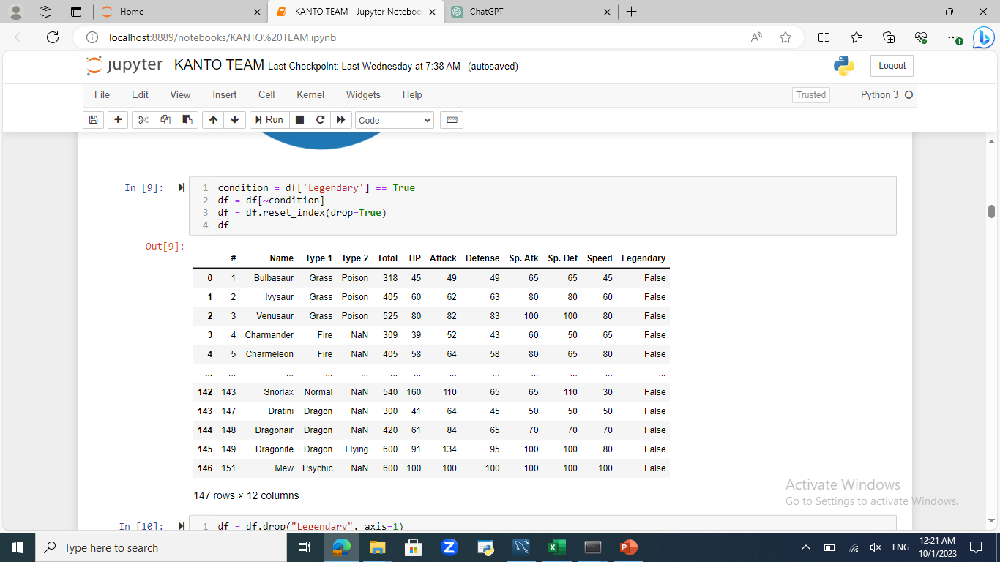 Home
KANTO TEAM - Jupyter Noteboo
ChatGPT
localhost:8889/notebooks/KANTO%20TEAM.ipynb
jupyter KANTO TEAM Last Checkpoint: Last Wednesday at 7:38 AM (autosaved)
Logout
File Edit View Insert Cell Kernel Widgets Help
Trusted
Python 3
Run
Code
In [9]:
1 condition = df['Legendary'] == True
2 df = df[~condition]
3 df = df.reset_index(drop=True)
4 df
Out[9]:
# Name Type 1 Type 2 Total HP Attack Defense Sp. Atk Sp. Def Speed Legendary
0 1 Bulbasaur Grass Poison 318 45 49 49 65 65 45 False
1 2 Ivysaur Grass Poison 405 60 62 63 80 80 60 False
2 3 Venusaur Grass Poison 525 80 82 83 100 100 80 False
3 4 Charmander Fire NaN 309 39 52 43 60 50 65 False
4 5 Charmeleon Fire NaN 405 58 64 58 80 65 80 False
... ... ... ... ... ... ... ... ... ... ... ... ...
142 143 Snorlax Normal NaN 540 160 110 65 65 110 30 False
143 147 Dratini Dragon NaN 300 41 64 45 50 50 50 False
144 148 Dragonair Dragon NaN 420 61 84 65 70 70 70 False
145 149 Dragonite Dragon Flying 600 91 134 95 100 100 80 False
146 151 Mew Psychic NaN 600 100 100 100 100 100 100 False
147 rows × 12 columns
Activate Windows
Go to Settings to activate Windows.
In [10]:
1 df = df.drop("Legendary", axis=1)
Type here to search
ENG
12:21 AM
10/1/2023